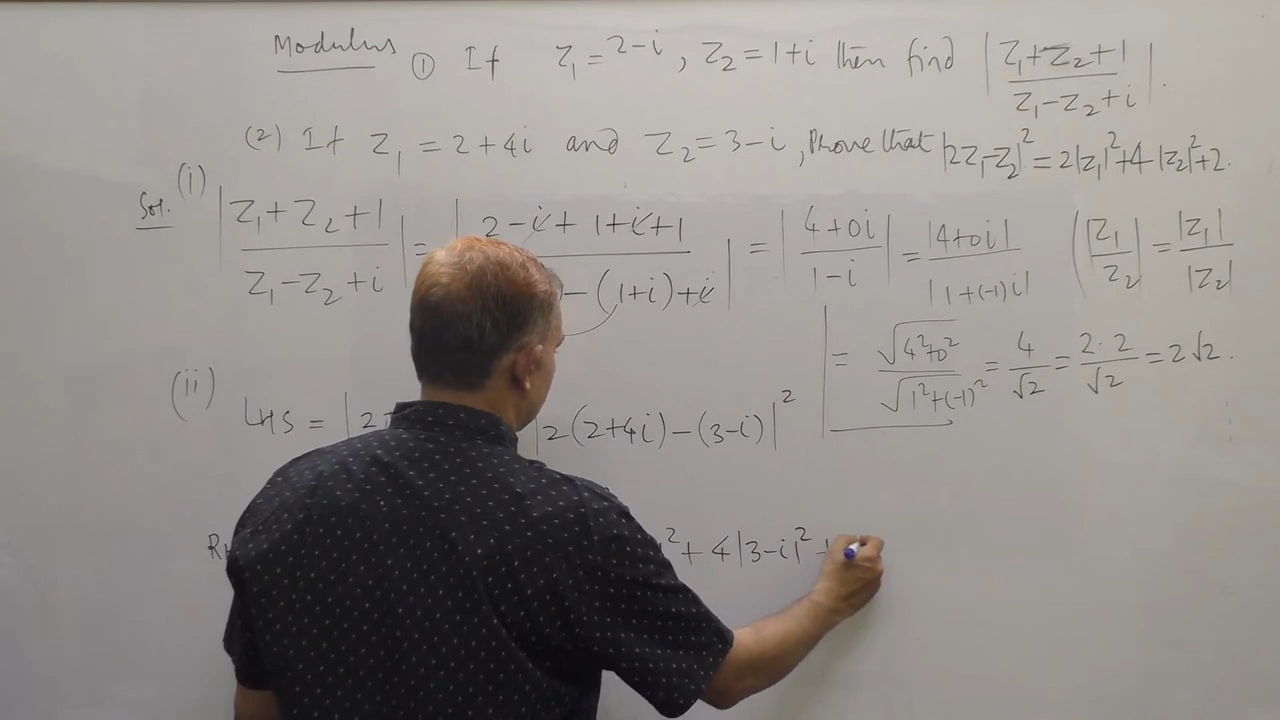 Modulus ① If Z₁ = 2-i, Z₂ = 1+i then find |(Z₁+Z₂+1)/(Z₁-Z₂+i)|.
(2) If Z₁ = 2+4i and Z₂ = 3-i, Prove that |2Z₁-Z₂|² = 2|Z₁|²+4|Z₂|²+2.
(i)
Sol. |(Z₁+Z₂+1)/(Z₁-Z₂+i)| = |2-i+1+i+1 / -(1+i)+i| = |(4+0i)/(1-i)| = |4+0i|/|1+(-1)i| (|Z₁/Z₂| = |Z₁|/|Z₂|
= √(4²+0²)/√(1²+(-1)²) = 4/√2 = 2·2/√2 = 2√2.
(ii) LHS = |2 |2(2+4i)-(3-i)|²
² + 4|3-i|² +